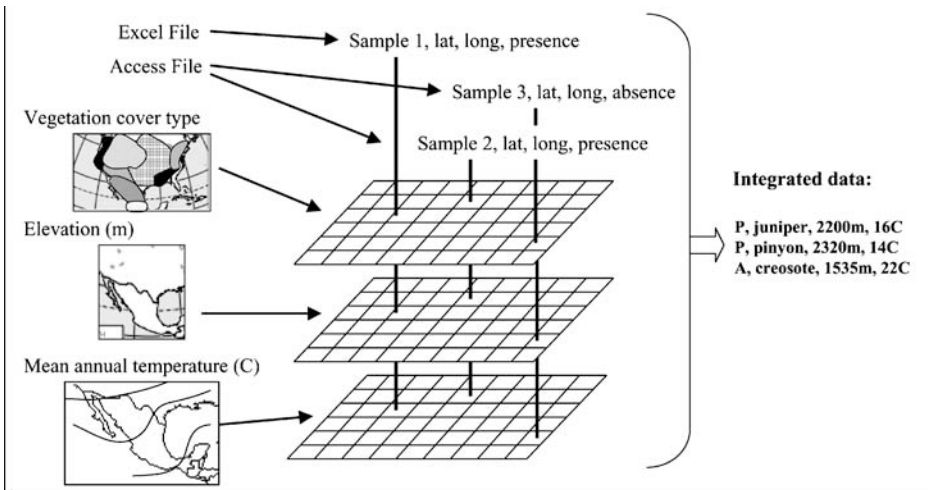 Excel File
Sample 1, lat, long, presence
Access File
Sample 3, lat, long, absence
Vegetation cover type
Sample 2, lat, long, presence
Elevation (m)
Mean annual temperature (C)
Integrated data:
P, juniper, 2200m, 16C
P, pinyon, 2320m, 14C
A, creosote, 1535m, 22C